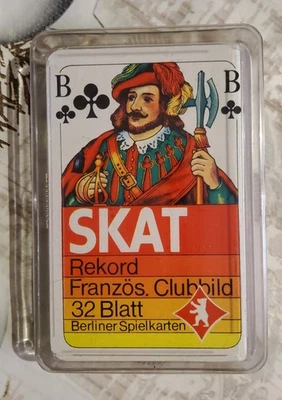 B B
SKAT
Rekord
Französ. Clubbild
32 Blatt
Berliner Spielkarten